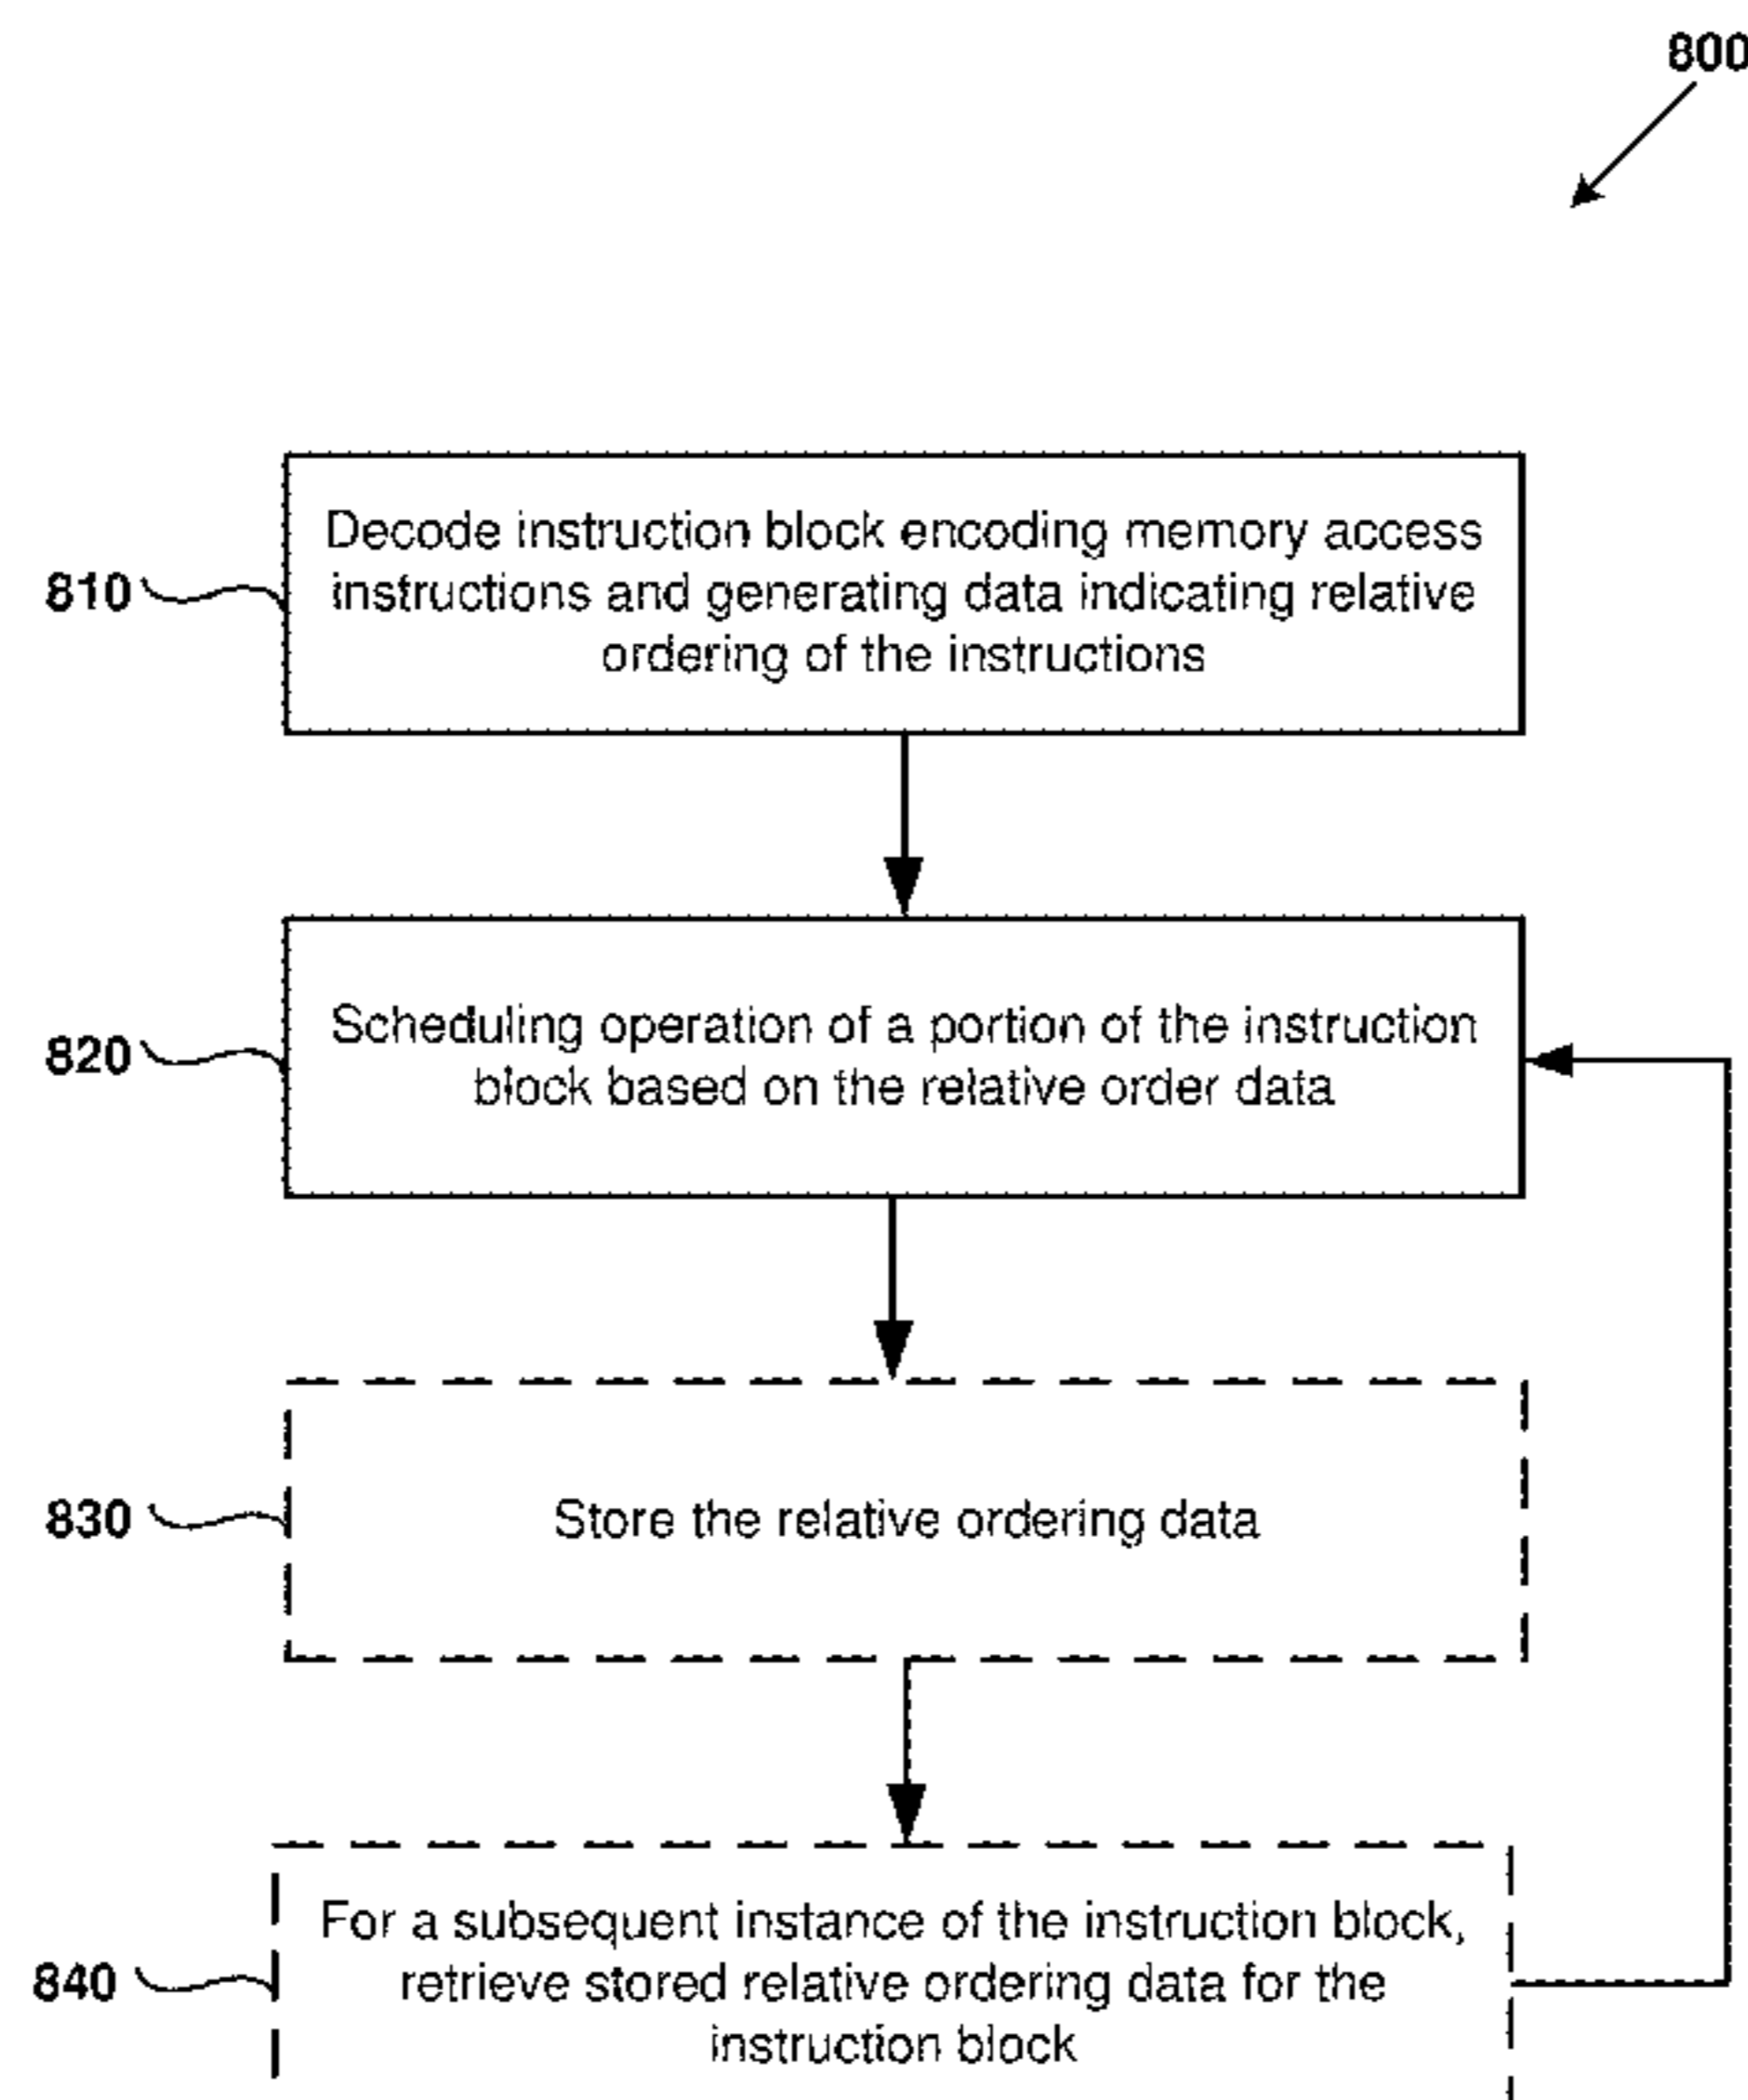 800
Decode instruction block encoding memory access
instructions and generating data indicating relative
ordering of the instructions
810
Scheduling operation of a portion of the instruction
block based on the relative order data
820
Store the relative ordering data
830
For a subsequent instance of the instruction block,
retrieve stored relative ordering data for the
instruction block
840